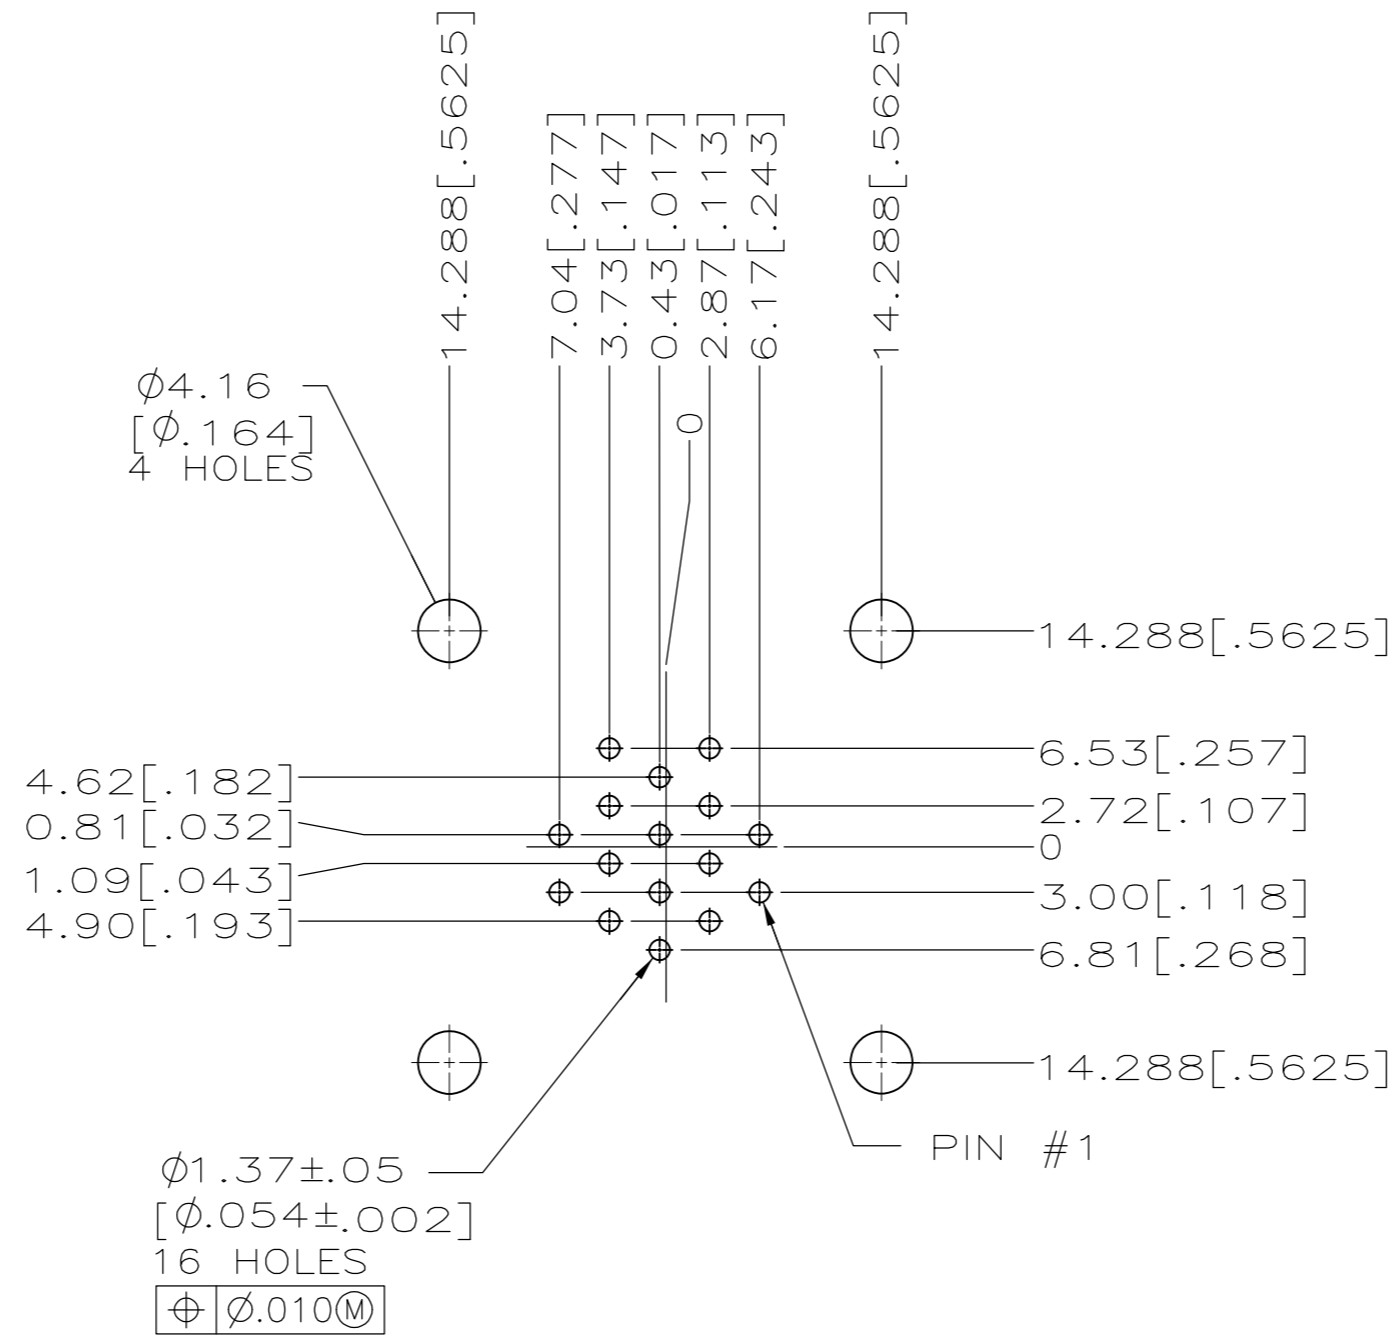 14.288[.5625]
7.04[.277]
3.73[.147]
0.43[.017]
2.87[.113]
6.17[.243]
14.288[.5625]
0
Ø4.16
[Ø.164]
4 HOLES
14.288[.5625]
6.53[.257]
4.62[.182]
2.72[.107]
0.81[.032]
0
1.09[.043]
3.00[.118]
4.90[.193]
6.81[.268]
14.288[.5625]
PIN #1
Ø1.37±.05
[Ø.054±.002]
16 HOLES
⌖ Ø.010Ⓜ